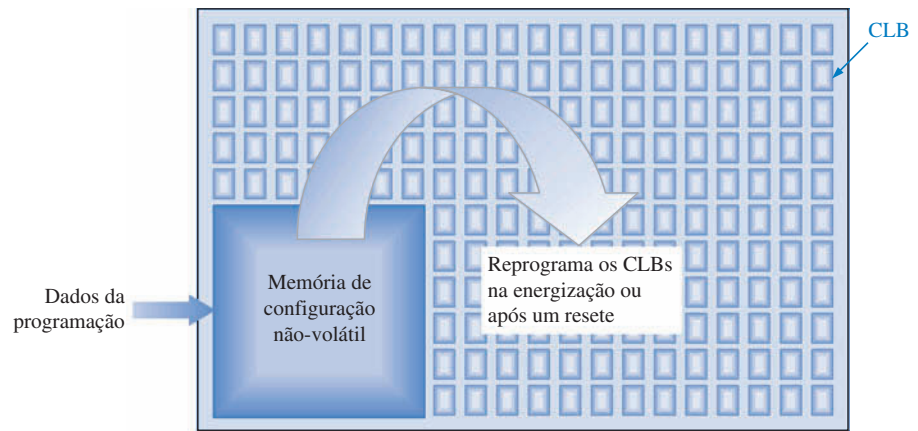 CLB
Reprograma os CLBs
na energização ou
após um resete
Memória de
configuração
não-volátil
Dados da
programação